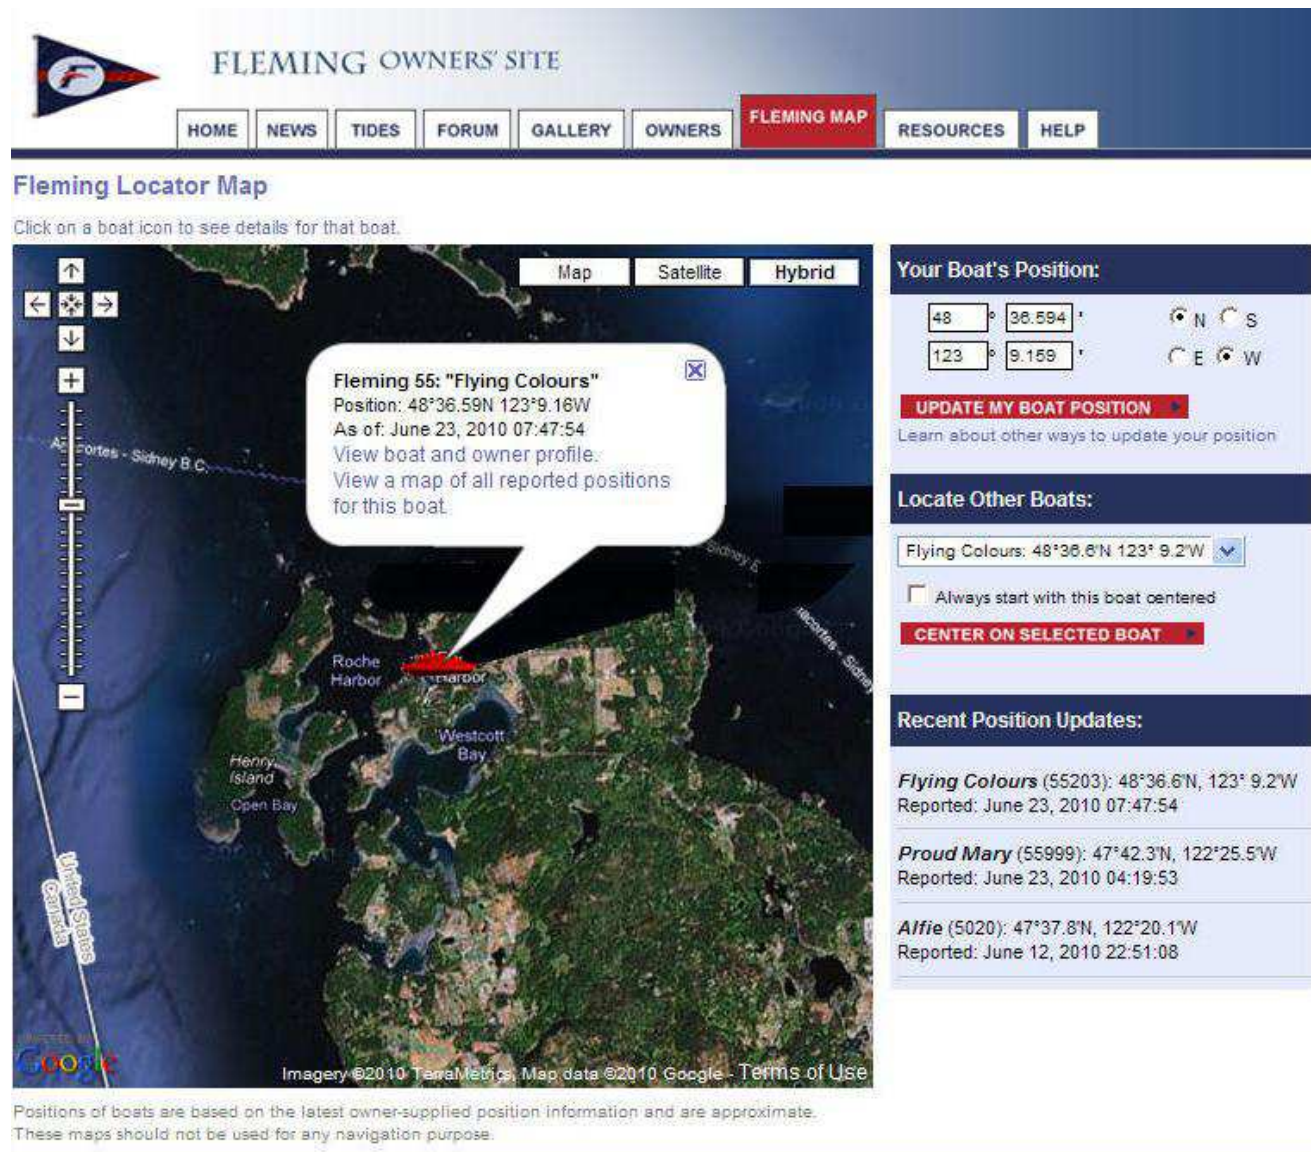 F
FLEMING OWNERS' SITE
HOME NEWS TIDES FORUM GALLERY OWNERS FLEMING MAP RESOURCES HELP
Fleming Locator Map
Click on a boat icon to see details for that boat.
Map Satellite Hybrid
Fleming 55: "Flying Colours"
Position: 48°36.59N 123°9.16W
As of: June 23, 2010 07:47:54
View boat and owner profile.
View a map of all reported positions
for this boat.
Sidney B.C.
Roche
Harbor
Harbor
Westcott
Bay
Henry
Island
Open Bay
United States
Canada
Google
Imagery ©2010 TerraMetrics, Map data ©2010 Google - Terms of Use
Your Boat's Position:
48 ° 36.594 ' N S
123 ° 9.159 ' E W
UPDATE MY BOAT POSITION
Learn about other ways to update your position
Locate Other Boats:
Flying Colours: 48°36.6'N 123° 9.2'W
Always start with this boat centered
CENTER ON SELECTED BOAT
Recent Position Updates:
Flying Colours (55203): 48°36.6'N, 123° 9.2'W
Reported: June 23, 2010 07:47:54
Proud Mary (55999): 47°42.3'N, 122°25.5'W
Reported: June 23, 2010 04:19:53
Alfie (5020): 47°37.8'N, 122°20.1'W
Reported: June 12, 2010 22:51:08
Positions of boats are based on the latest owner-supplied position information and are approximate.
These maps should not be used for any navigation purpose.